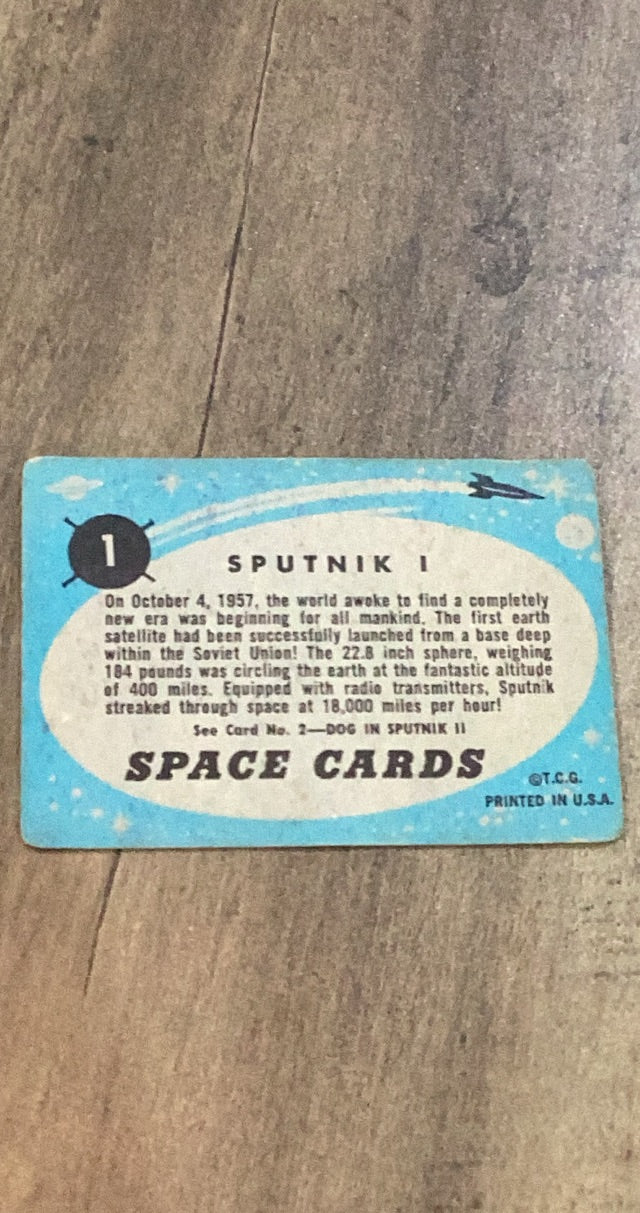 1
SPUTNIK I
On October 4, 1957, the world awoke to find a completely
new era was beginning for all mankind. The first earth
satellite had been successfully launched from a base deep
within the Soviet Union! The 22.8 inch sphere, weighing
184 pounds was circling the earth at the fantastic altitude
of 400 miles. Equipped with radio transmitters, Sputnik
streaked through space at 18,000 miles per hour!
See Card No. 2—DOG IN SPUTNIK II
SPACE CARDS
©T.C.G.
PRINTED IN U.S.A.